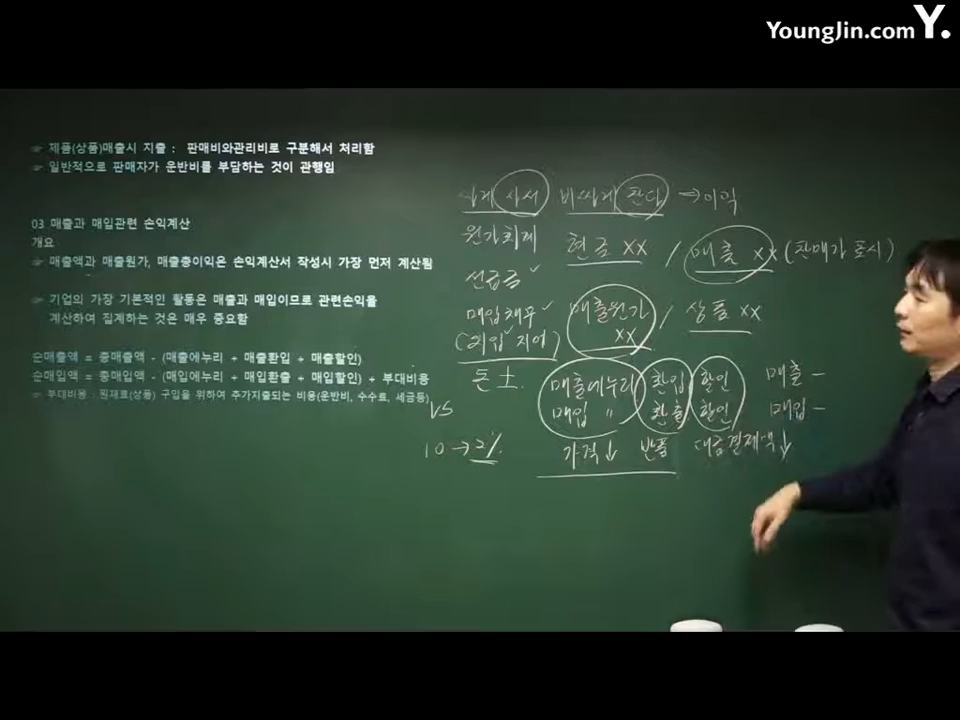 YoungJin.com Y.
☞ 제품(상품)매출시 지출 : 판매비와관리비로 구분해서 처리함
☞ 일반적으로 판매자가 운반비를 부담하는 것이 관행임
03 매출과 매입관련 손익계산
개요
☞ 매출액과 매출원가, 매출총이익은 손익계산서 작성시 가장 먼저 계산됨
☞ 기업의 가장 기본적인 활동은 매출과 매입이므로 관련손익을
계산하여 집계하는 것은 매우 중요함
순매출액 = 총매출액 - (매출에누리 + 매출환입 + 매출할인)
순매입액 = 총매입액 - (매입에누리 + 매입환출 + 매입할인) + 부대비용
☞ 부대비용 : 원재료(상품) 구입을 위하여 추가지출되는 비용(운반비, 수수료, 세금등)
싸게 사서 비싸게 판다 → 이익
현금 xx / 매출 xx (판매가 표시)
선급금
매입채무 매출원가 xx / 상품 xx
매출에누리 환입 할인 매출 -
매입 〃 환출 할인 매입 -
VS
10 → 2%
가격↓ 반품 대금결제액↓